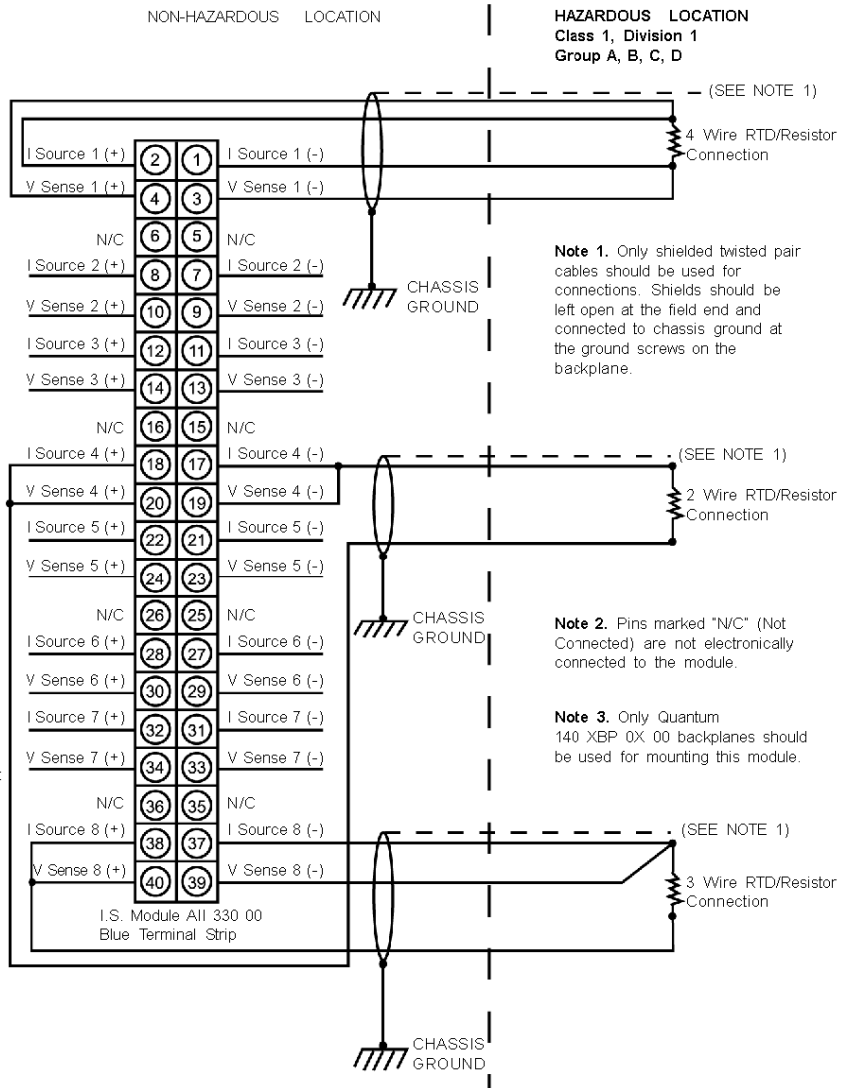 NON-HAZARDOUS LOCATION
HAZARDOUS LOCATION
Class 1, Division 1
Group A, B, C, D
(SEE NOTE 1)
4 Wire RTD/Resistor
Connection
I Source 1 (+) 2 1 I Source 1 (-)
V Sense 1 (+) 4 3 V Sense 1 (-)
N/C 6 5 N/C
I Source 2 (+) 8 7 I Source 2 (-)
V Sense 2 (+) 10 9 V Sense 2 (-)
I Source 3 (+) 12 11 I Source 3 (-)
V Sense 3 (+) 14 13 V Sense 3 (-)
CHASSIS
GROUND
Note 1. Only shielded twisted pair
cables should be used for
connections. Shields should be
left open at the field end and
connected to chassis ground at
the ground screws on the
backplane.
N/C 16 15 N/C
I Source 4 (+) 18 17 I Source 4 (-)
V Sense 4 (+) 20 19 V Sense 4 (-)
I Source 5 (+) 22 21 I Source 5 (-)
V Sense 5 (+) 24 23 V Sense 5 (-)
(SEE NOTE 1)
2 Wire RTD/Resistor
Connection
N/C 26 25 N/C
I Source 6 (+) 28 27 I Source 6 (-)
V Sense 6 (+) 30 29 V Sense 6 (-)
I Source 7 (+) 32 31 I Source 7 (-)
V Sense 7 (+) 34 33 V Sense 7 (-)
CHASSIS
GROUND
Note 2. Pins marked "N/C" (Not
Connected) are not electronically
connected to the module.
Note 3. Only Quantum
140 XBP 0X 00 backplanes should
be used for mounting this module.
N/C 36 35 N/C
I Source 8 (+) 38 37 I Source 8 (-)
V Sense 8 (+) 40 39 V Sense 8 (-)
(SEE NOTE 1)
3 Wire RTD/Resistor
Connection
I.S. Module AII 330 00
Blue Terminal Strip
CHASSIS
GROUND